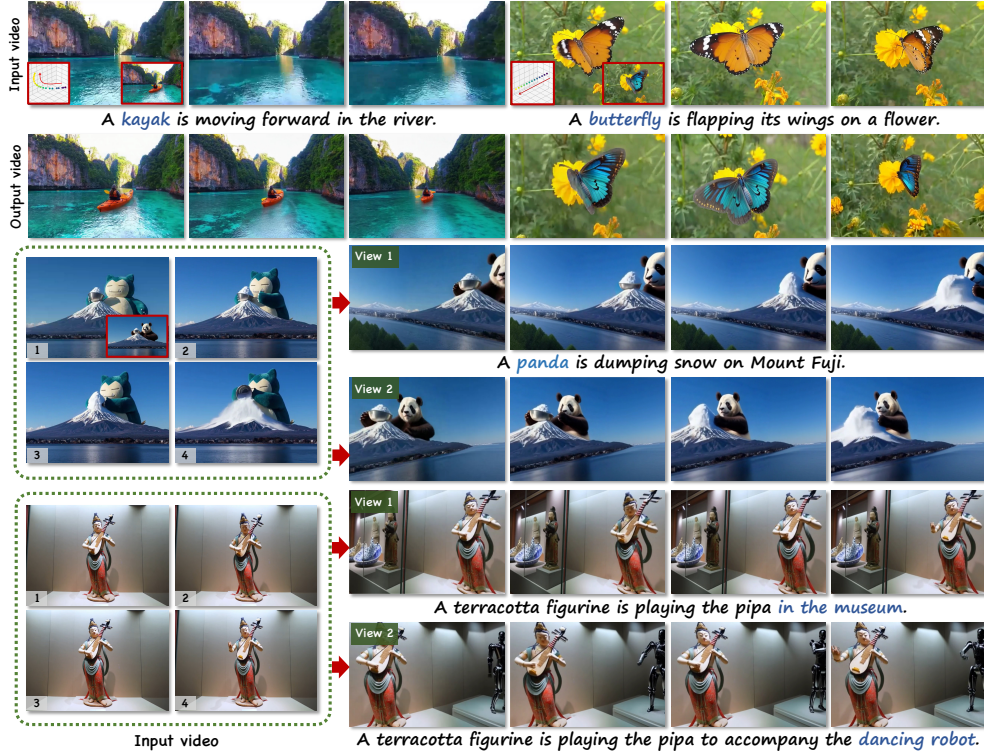 Input video
A kayak is moving forward in the river.
A butterfly is flapping its wings on a flower.
Output video
1
2
3
4
View 1
A panda is dumping snow on Mount Fuji.
View 2
1
2
3
4
Input video
View 1
A terracotta figurine is playing the pipa in the museum.
View 2
A terracotta figurine is playing the pipa to accompany the dancing robot.